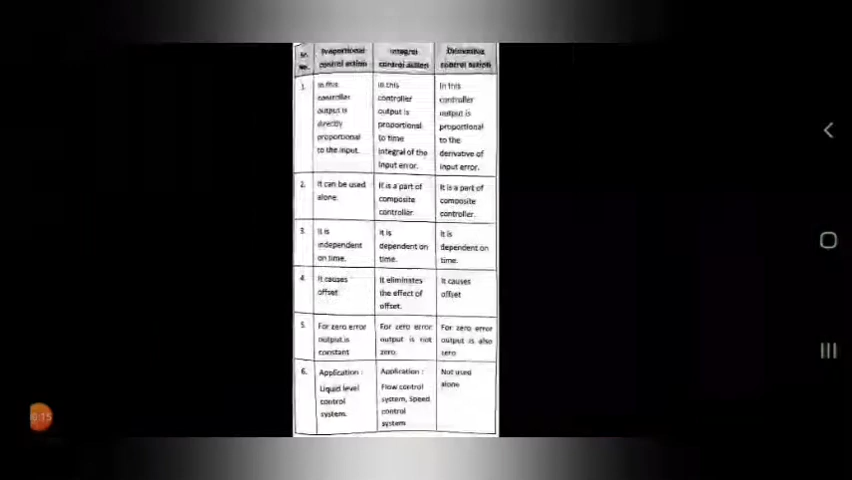 Sr. No.
Proportional
control action
Integral
control action
Derivative
control action
1.
In this
controller
output is
directly
proportional
to the input.
In this
controller
output is
proportional
to time
integral of the
input error.
In this
controller
output is
proportional
to the
derivative of
input error.
2.
It can be used
alone.
It is a part of
composite
controller.
It is a part of
composite
controller.
3.
It is
independent
on time.
It is
dependent on
time.
It is
dependent on
time.
4.
It causes
offset.
It eliminates
the effect of
offset.
It causes
offset
5.
For zero error
output is
constant
For zero error
output is not
zero.
For zero error
output is also
zero
6.
Application :
Liquid level
control
system.
Application :
Flow control
system, Speed
control
system
Not used
alone